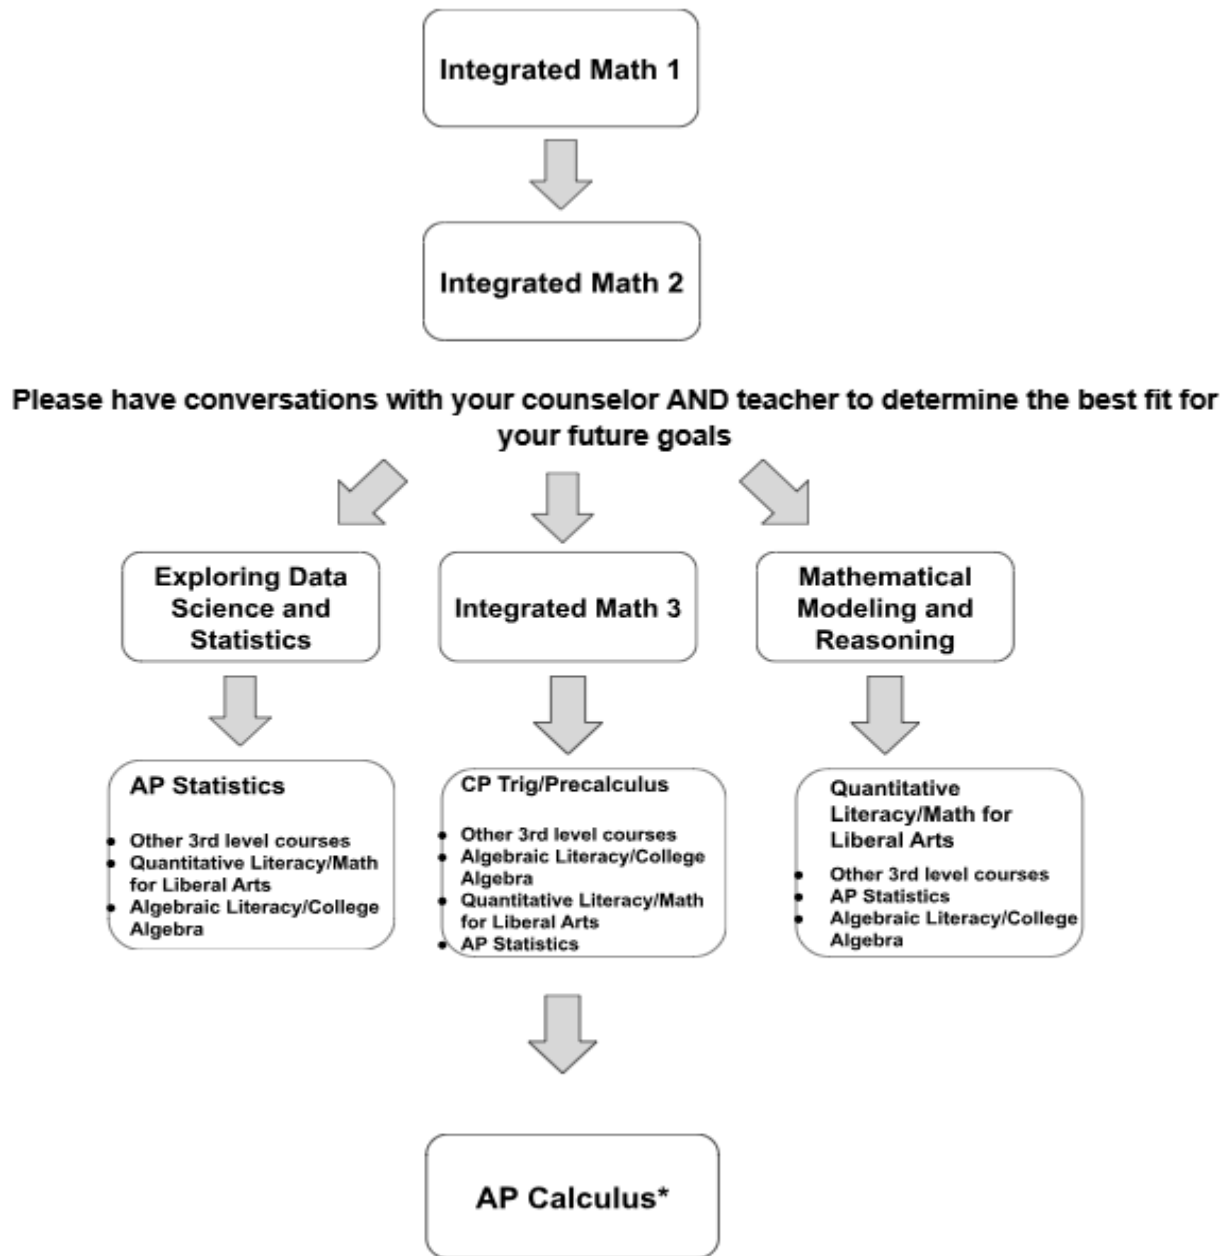 Integrated Math 1
Integrated Math 2
Please have conversations with your counselor AND teacher to determine the best fit for
your future goals
Exploring Data
Science and
Statistics
Integrated Math 3
Mathematical
Modeling and
Reasoning
AP Statistics
• Other 3rd level courses
• Quantitative Literacy/Math
for Liberal Arts
• Algebraic Literacy/College
Algebra
CP Trig/Precalculus
• Other 3rd level courses
• Algebraic Literacy/College
Algebra
• Quantitative Literacy/Math
for Liberal Arts
• AP Statistics
Quantitative
Literacy/Math for
Liberal Arts
• Other 3rd level courses
• AP Statistics
• Algebraic Literacy/College
Algebra
AP Calculus*